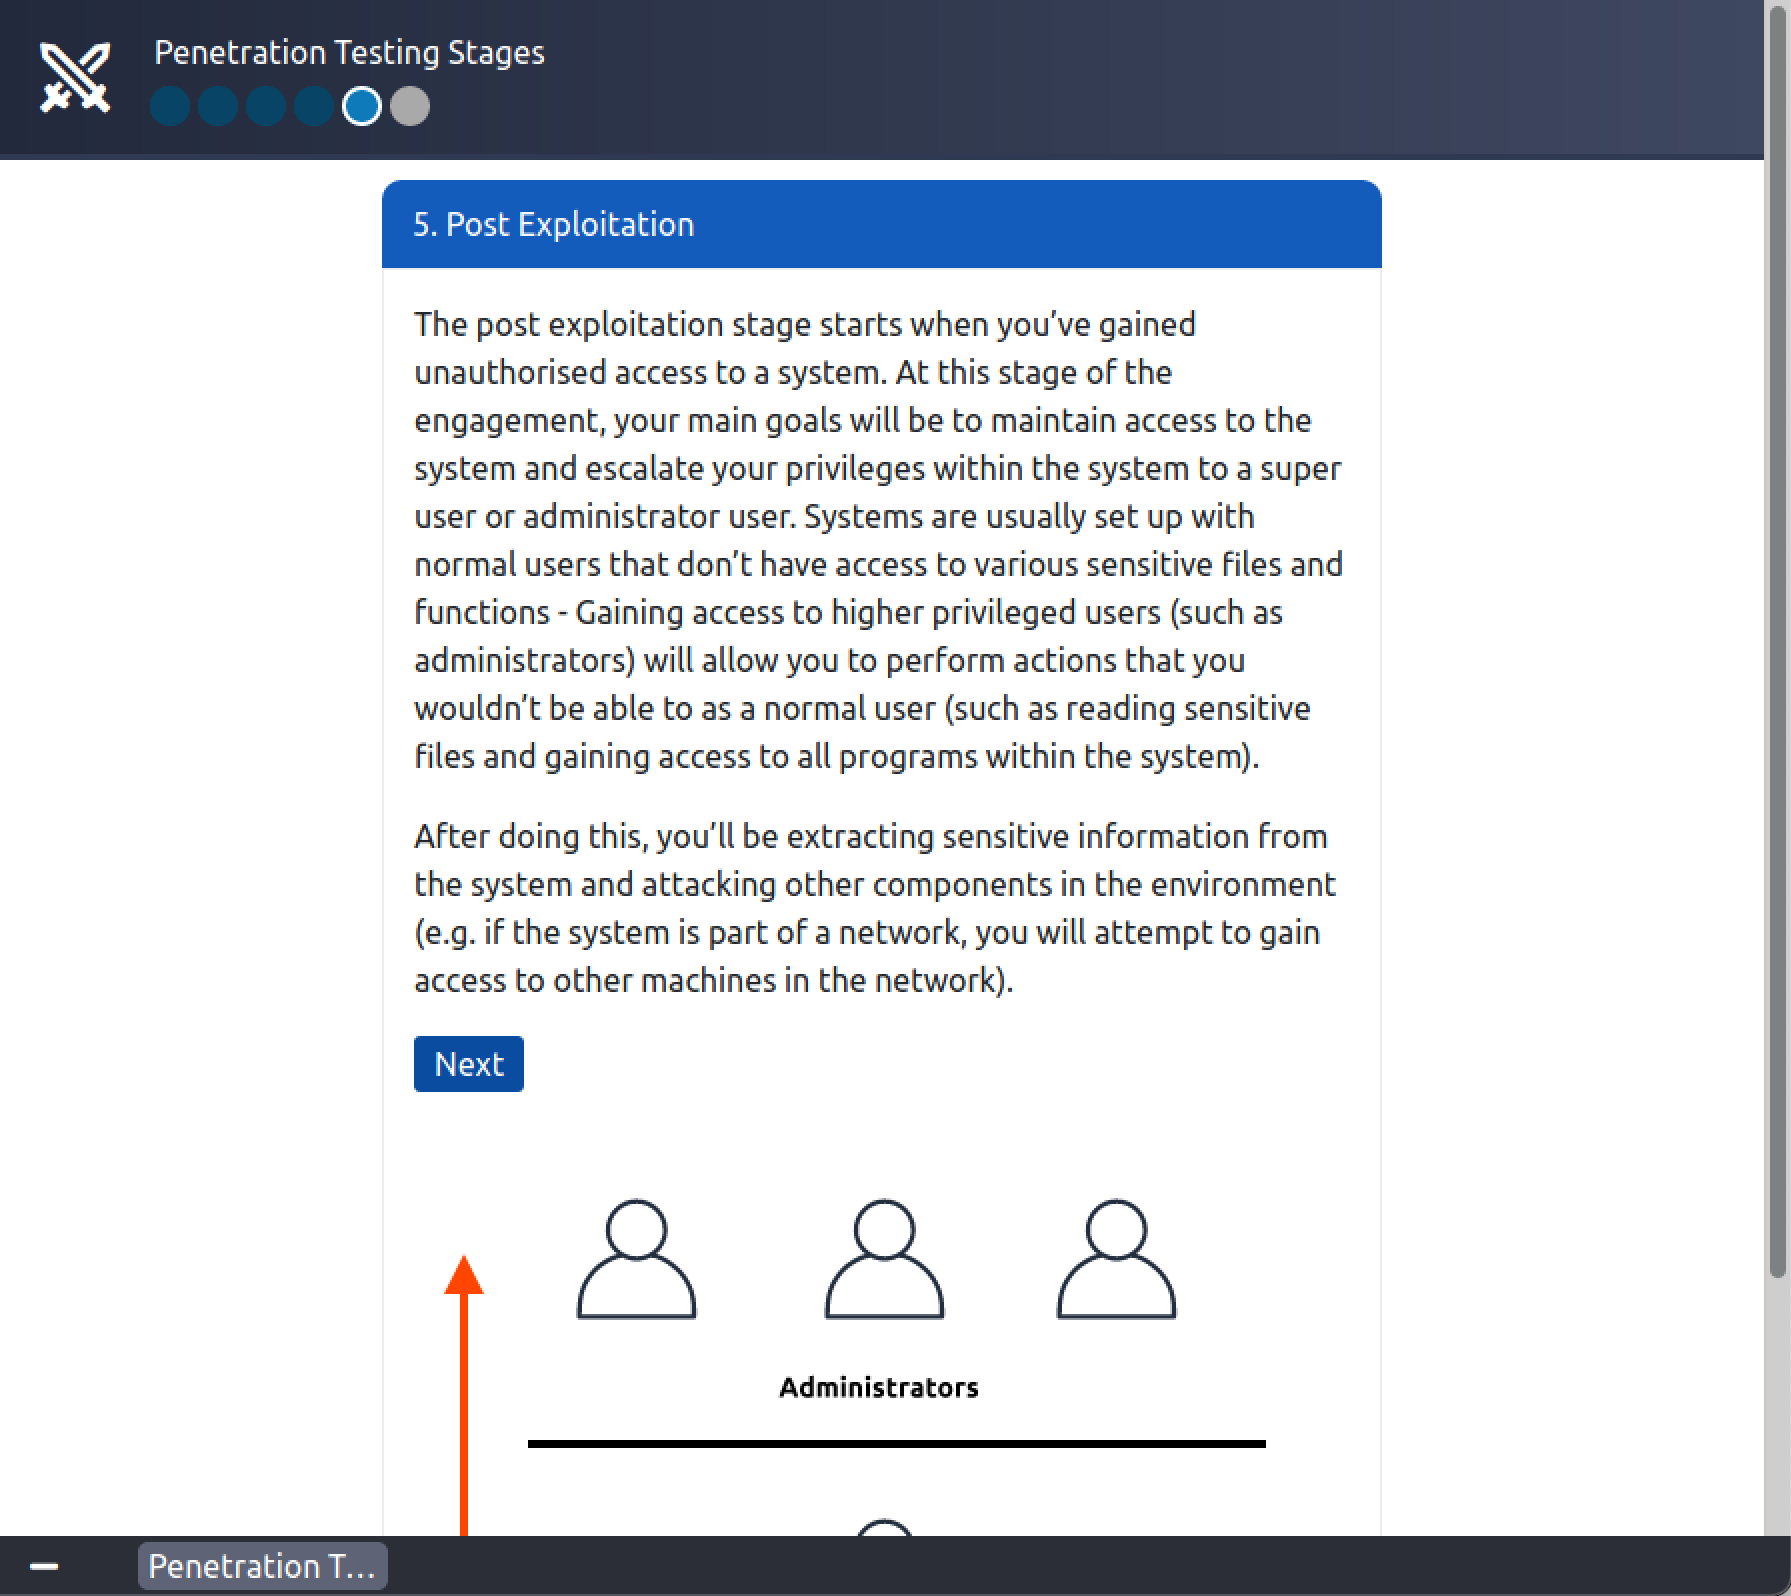 Penetration Testing Stages
5. Post Exploitation
The post exploitation stage starts when you’ve gained
unauthorised access to a system. At this stage of the
engagement, your main goals will be to maintain access to the
system and escalate your privileges within the system to a super
user or administrator user. Systems are usually set up with
normal users that don’t have access to various sensitive files and
functions - Gaining access to higher privileged users (such as
administrators) will allow you to perform actions that you
wouldn’t be able to as a normal user (such as reading sensitive
files and gaining access to all programs within the system).
After doing this, you’ll be extracting sensitive information from
the system and attacking other components in the environment
(e.g. if the system is part of a network, you will attempt to gain
access to other machines in the network).
Next
Administrators
Penetration T...